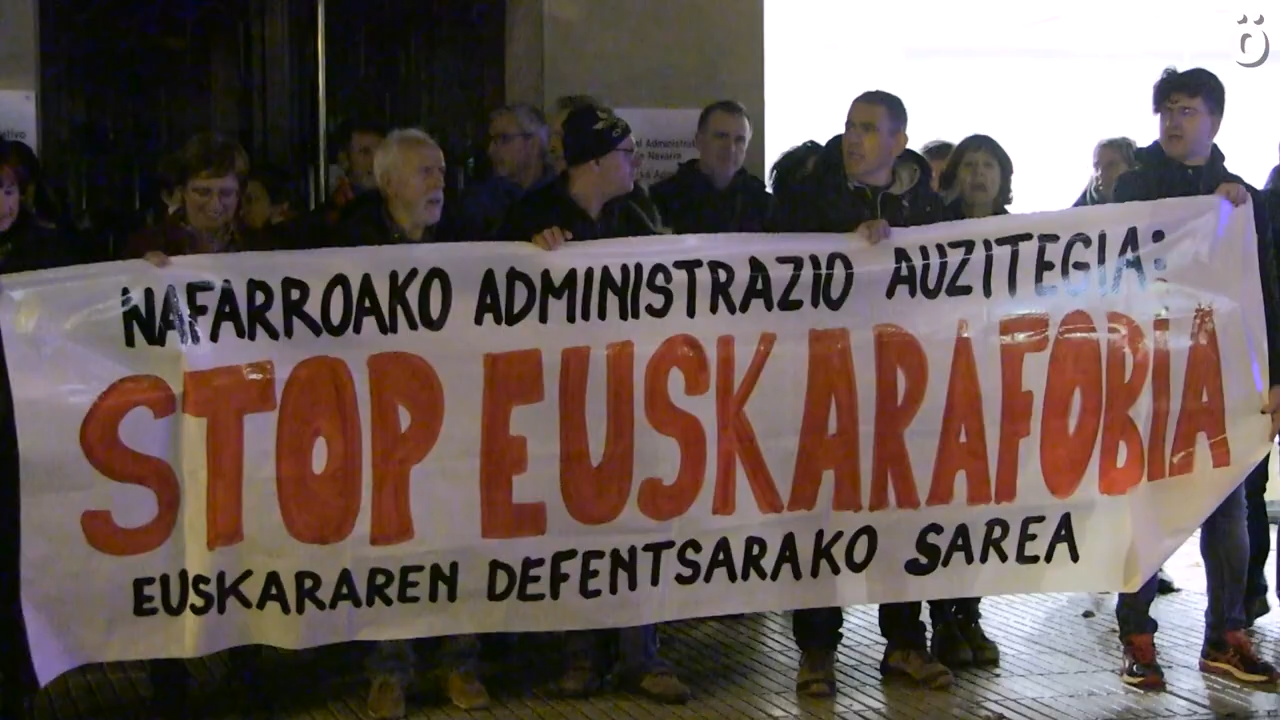 NAFARROAKO ADMINISTRAZIO AUZITEGIA:
STOP EUSKARAFOBIA
EUSKARAREN DEFENTSARAKO SAREA
ö